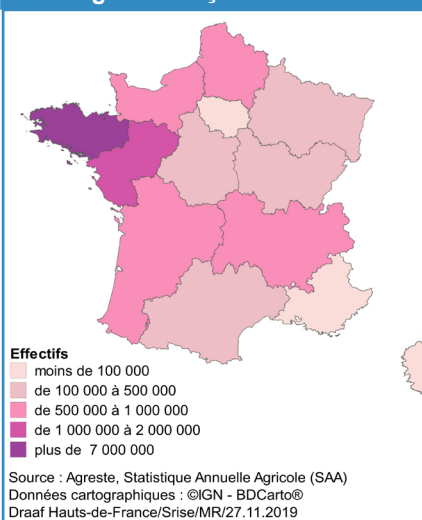 Effectifs
moins de 100 000
de 100 000 à 500 000
de 500 000 à 1 000 000
de 1 000 000 à 2 000 000
plus de 7 000 000
Source : Agreste, Statistique Annuelle Agricole (SAA)
Données cartographiques : ©IGN - BDCarto®
Draaf Hauts-de-France/Srise/MR/27.11.2019